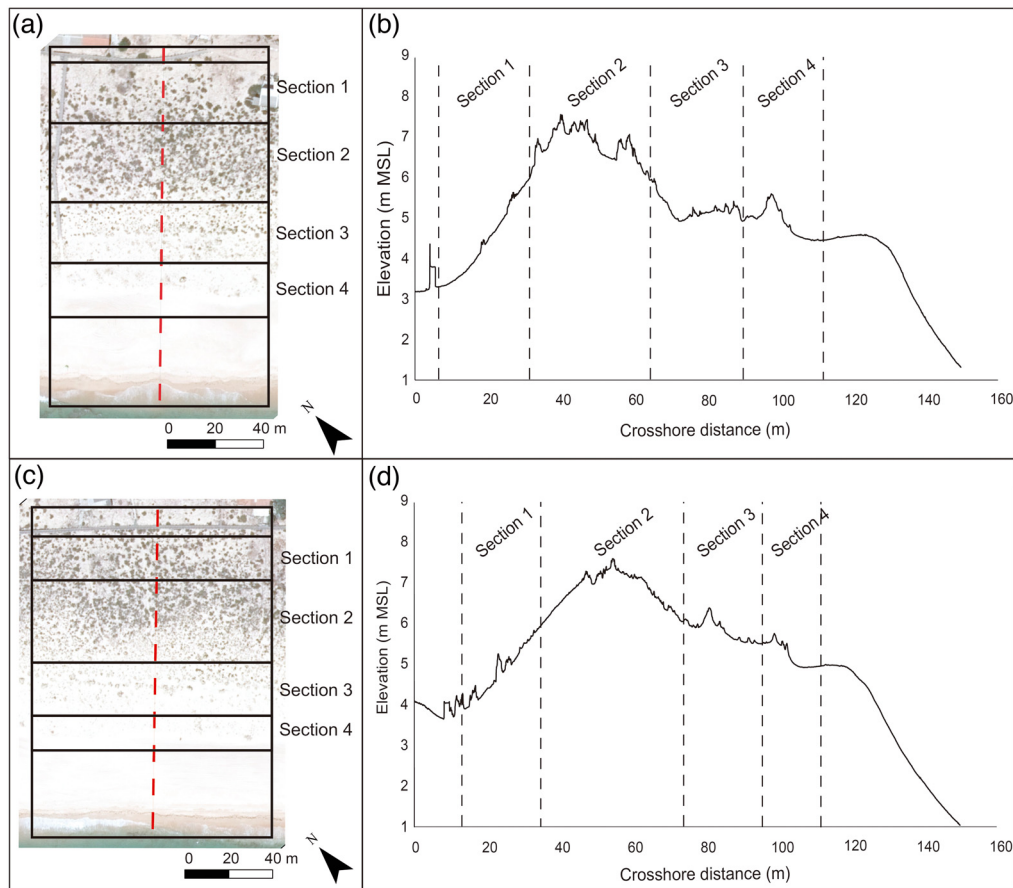 (a)
Section 1
Section 2
Section 3
Section 4
N
0 20 40 m
(b)
9
8
7
6
5
4
3
2
1
Elevation (m MSL)
Section 1
Section 2
Section 3
Section 4
0 20 40 60 80 100 120 140 160
Crosshore distance (m)
(c)
Section 1
Section 2
Section 3
Section 4
N
0 20 40 m
(d)
9
8
7
6
5
4
3
2
1
Elevation (m MSL)
Section 1
Section 2
Section 3
Section 4
0 20 40 60 80 100 120 140 160
Crosshore distance (m)